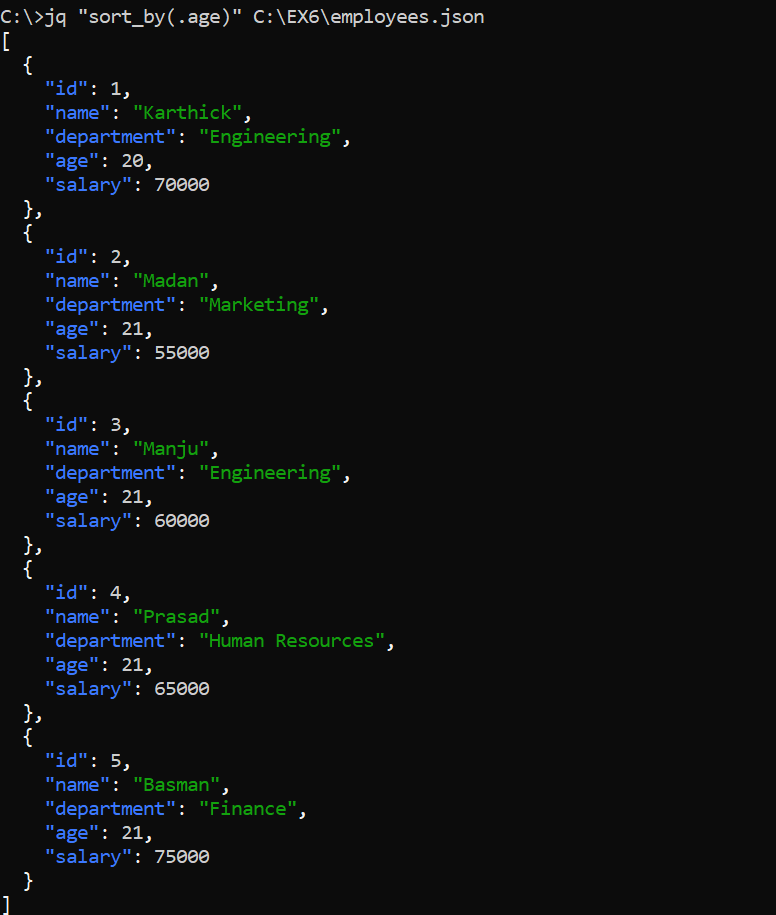 C:\>jq "sort_by(.age)" C:\EX6\employees.json
[
  {
    "id": 1,
    "name": "Karthick",
    "department": "Engineering",
    "age": 20,
    "salary": 70000
  },
  {
    "id": 2,
    "name": "Madan",
    "department": "Marketing",
    "age": 21,
    "salary": 55000
  },
  {
    "id": 3,
    "name": "Manju",
    "department": "Engineering",
    "age": 21,
    "salary": 60000
  },
  {
    "id": 4,
    "name": "Prasad",
    "department": "Human Resources",
    "age": 21,
    "salary": 65000
  },
  {
    "id": 5,
    "name": "Basman",
    "department": "Finance",
    "age": 21,
    "salary": 75000
  }
]